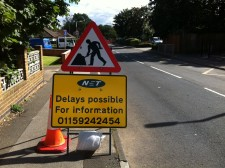 NET
Delays possible
For information
01159242454